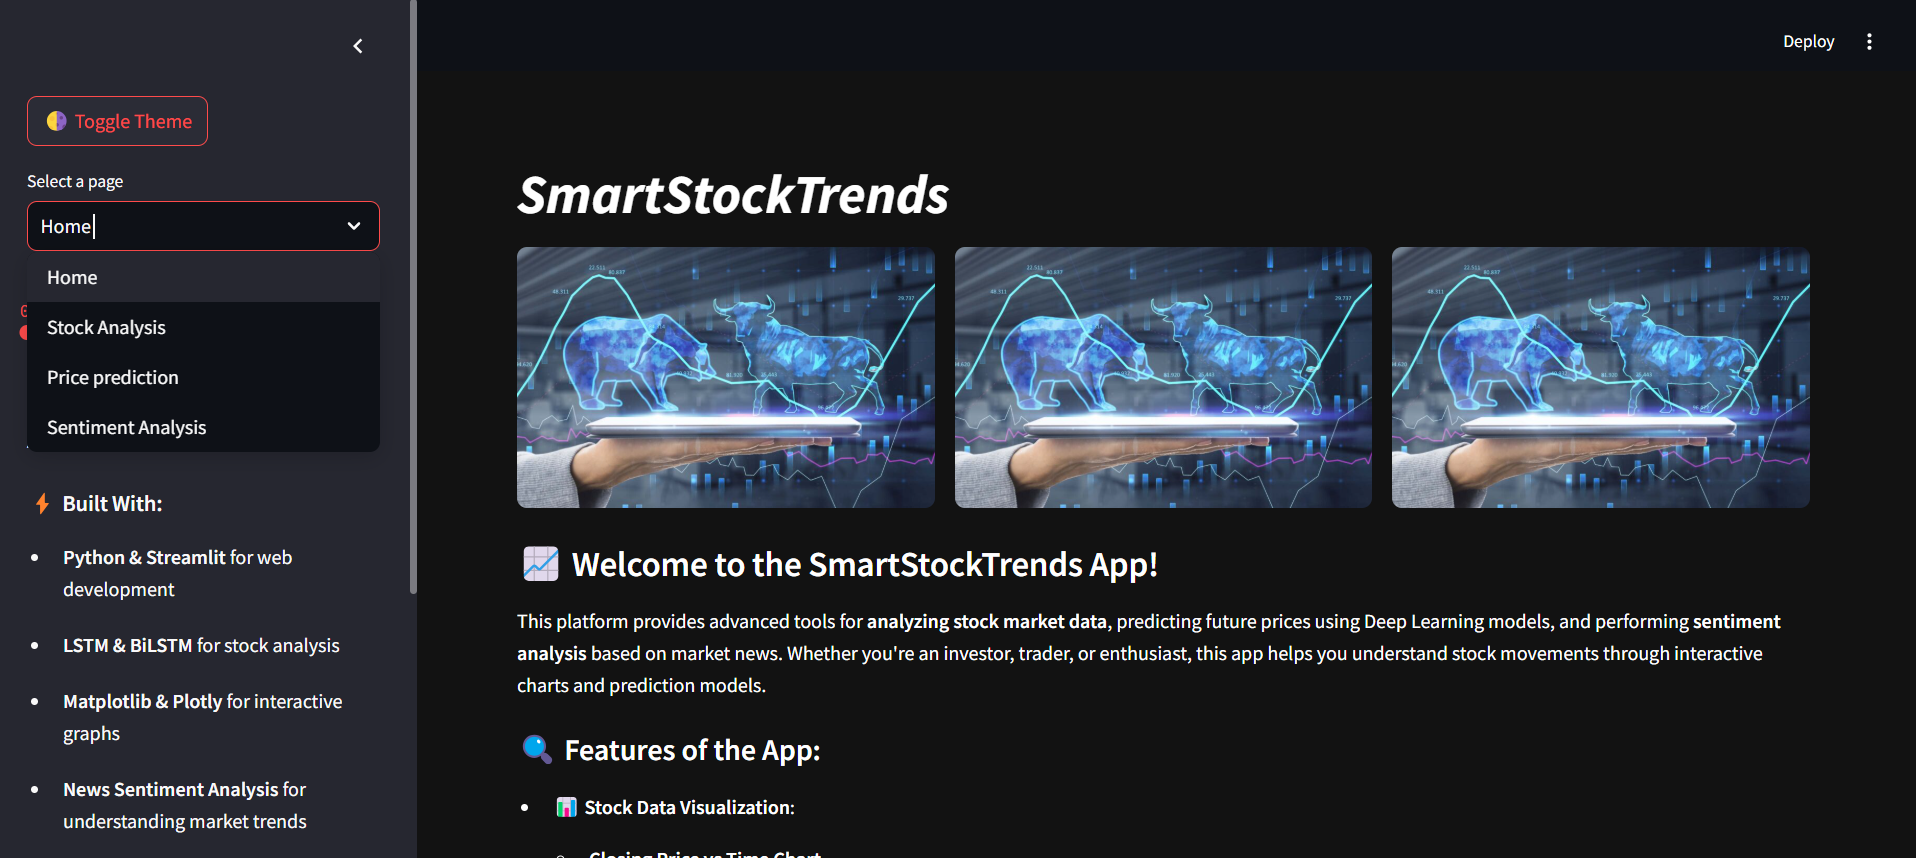 Deploy
Toggle Theme
Select a page
Home
Home
Stock Analysis
Price prediction
Sentiment Analysis
Built With:
Python & Streamlit for web
development
LSTM & BiLSTM for stock analysis
Matplotlib & Plotly for interactive
graphs
News Sentiment Analysis for
understanding market trends
SmartStockTrends
Welcome to the SmartStockTrends App!
This platform provides advanced tools for analyzing stock market data, predicting future prices using Deep Learning models, and performing sentiment
analysis based on market news. Whether you're an investor, trader, or enthusiast, this app helps you understand stock movements through interactive
charts and prediction models.
Features of the App:
Stock Data Visualization:
Closing Price vs Time Chart